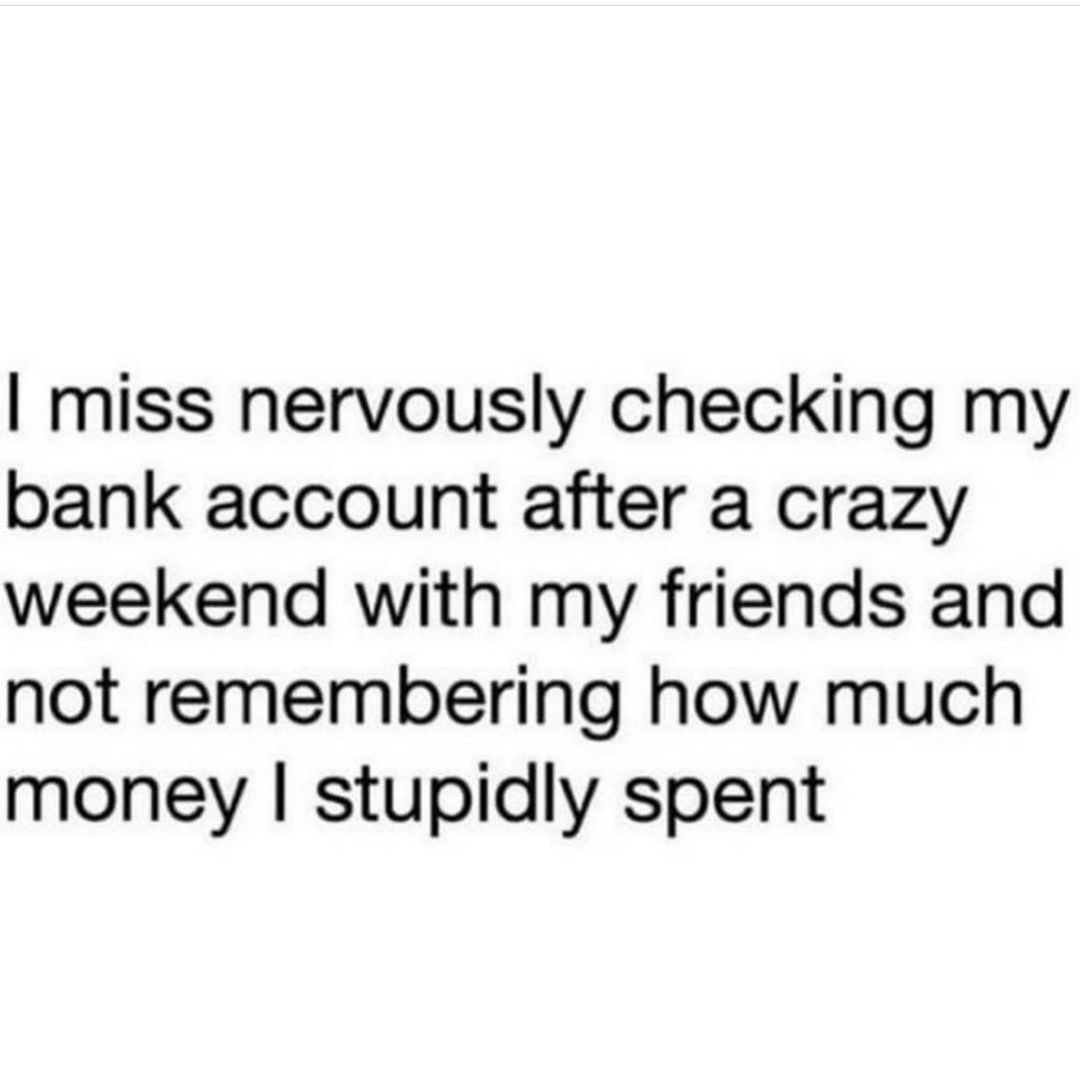 I miss nervously checking my
bank account after a crazy
weekend with my friends and
not remembering how much
money I stupidly spent